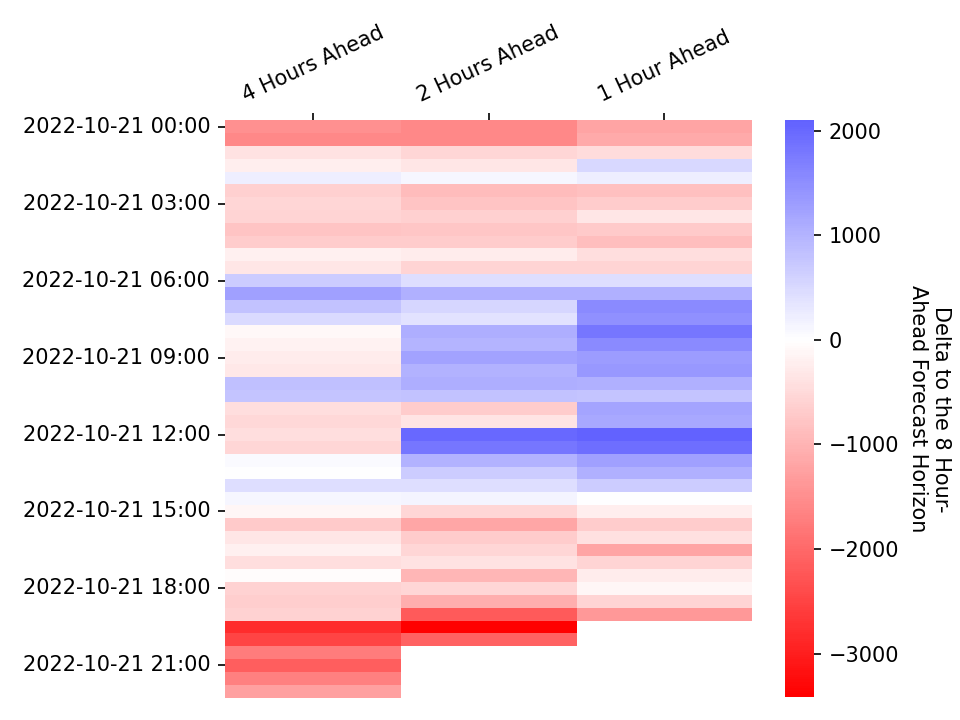 4 Hours Ahead
2 Hours Ahead
1 Hour Ahead
2022-10-21 00:00
2022-10-21 03:00
2022-10-21 06:00
2022-10-21 09:00
2022-10-21 12:00
2022-10-21 15:00
2022-10-21 18:00
2022-10-21 21:00
2000
1000
0
−1000
−2000
−3000
Delta to the 8 Hour-
Ahead Forecast Horizon